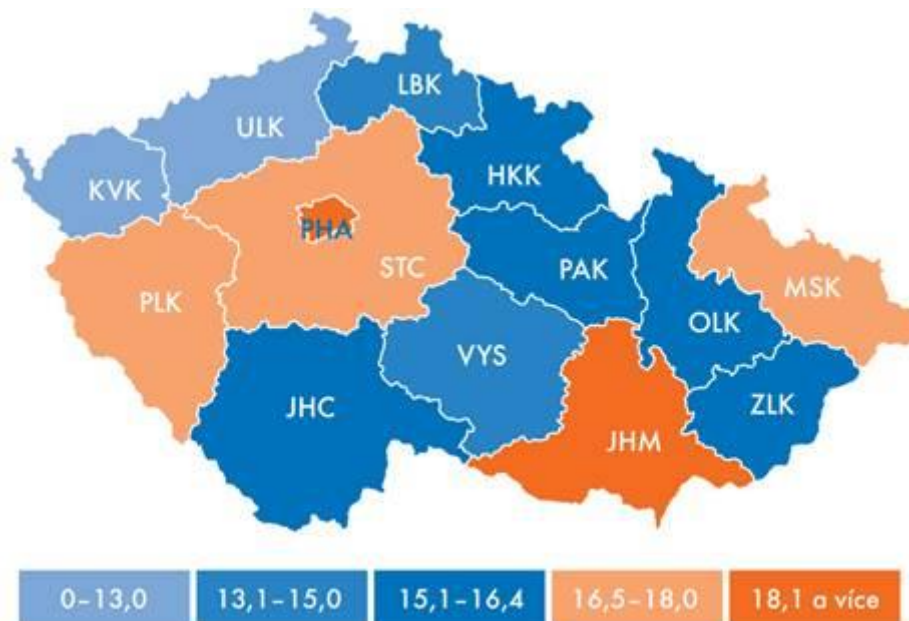 LBK
ULK
HKK
KVK
PHA
STC
PAK
MSK
PLK
OLK
VYS
ZLK
JHC
JHM
0–13,0
13,1–15,0
15,1–16,4
16,5–18,0
18,1 a více